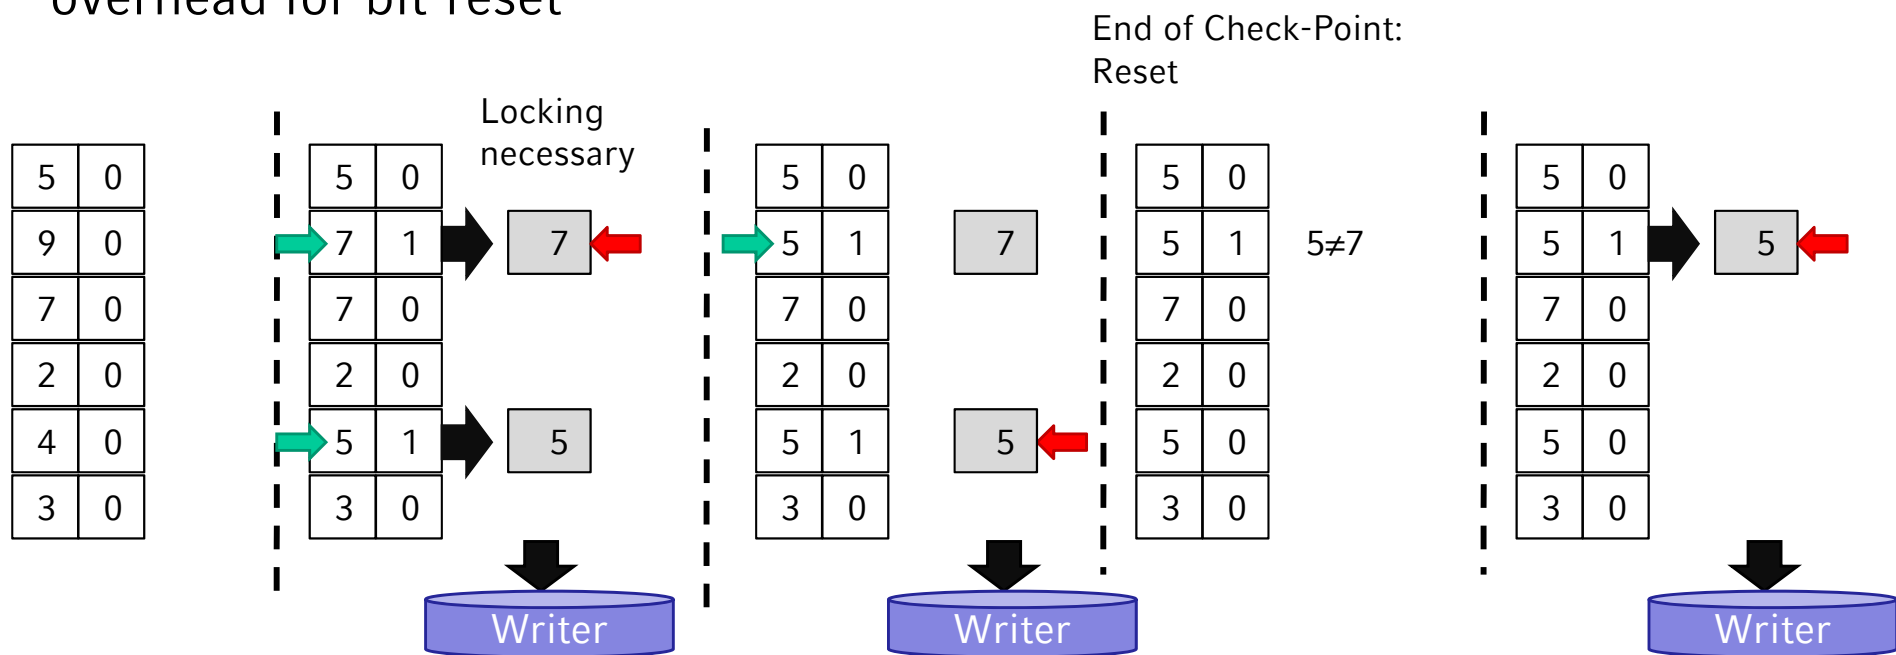 overhead for bit reset
End of Check-Point:
Reset
Locking
necessary
5 0 5 0 5 0 5 0 5 0
9 0 7 1 7 5 1 7 5 1 5≠7 5 1 5
7 0 7 0 7 0 7 0 7 0
2 0 2 0 2 0 2 0 2 0
4 0 5 1 5 5 1 5 5 0 5 0
3 0 3 0 3 0 3 0 3 0
Writer Writer Writer